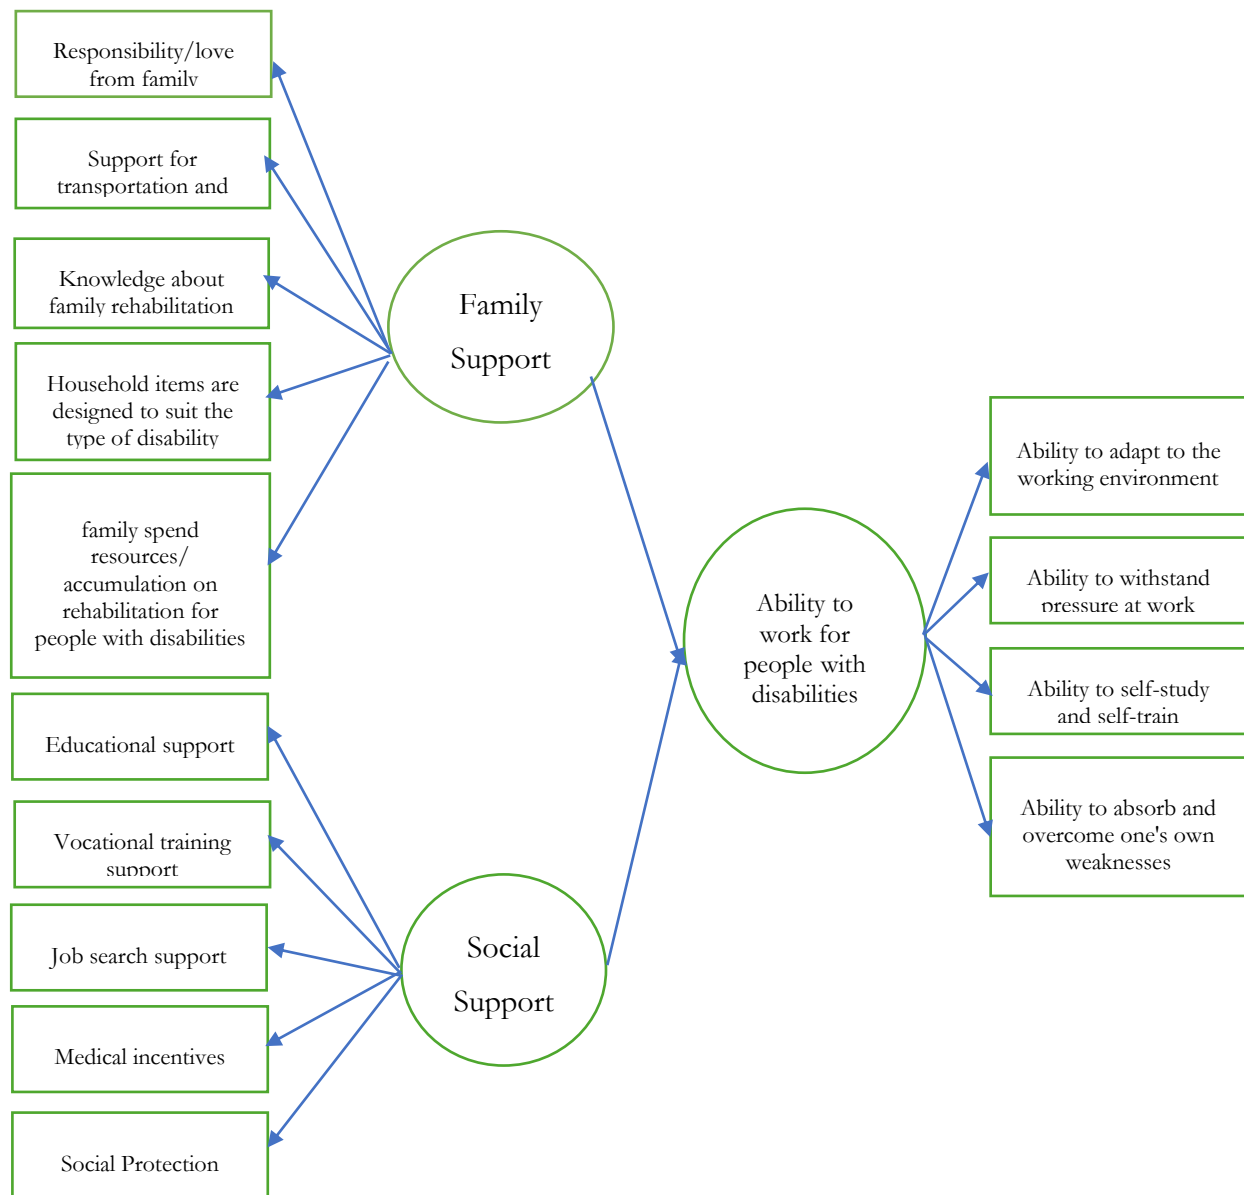 Responsibility/love
from family
Support for
transportation and
Knowledge about
family rehabilitation
Household items are
designed to suit the
type of disability
family spend
resources/
accumulation on
rehabilitation for
people with disabilities
Educational support
Vocational training
support
Job search support
Medical incentives
Social Protection
Family
Support
Social
Support
Ability to
work for
people with
disabilities
Ability to adapt to the
working environment
Ability to withstand
pressure at work
Ability to self-study
and self-train
Ability to absorb and
overcome one's own
weaknesses